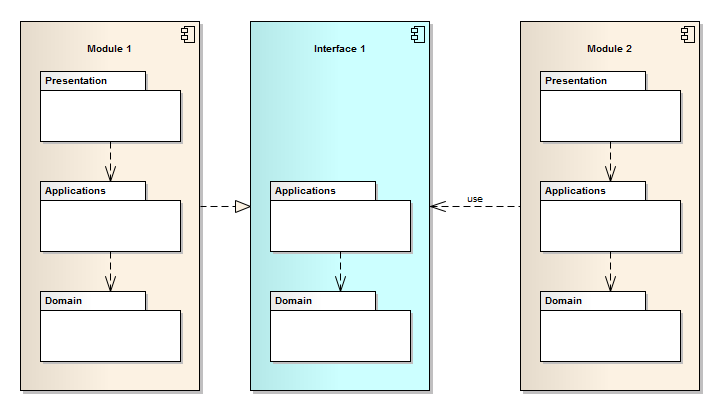 Module 1
Interface 1
Module 2
Presentation
Presentation
Applications
Applications
Applications
use
Domain
Domain
Domain